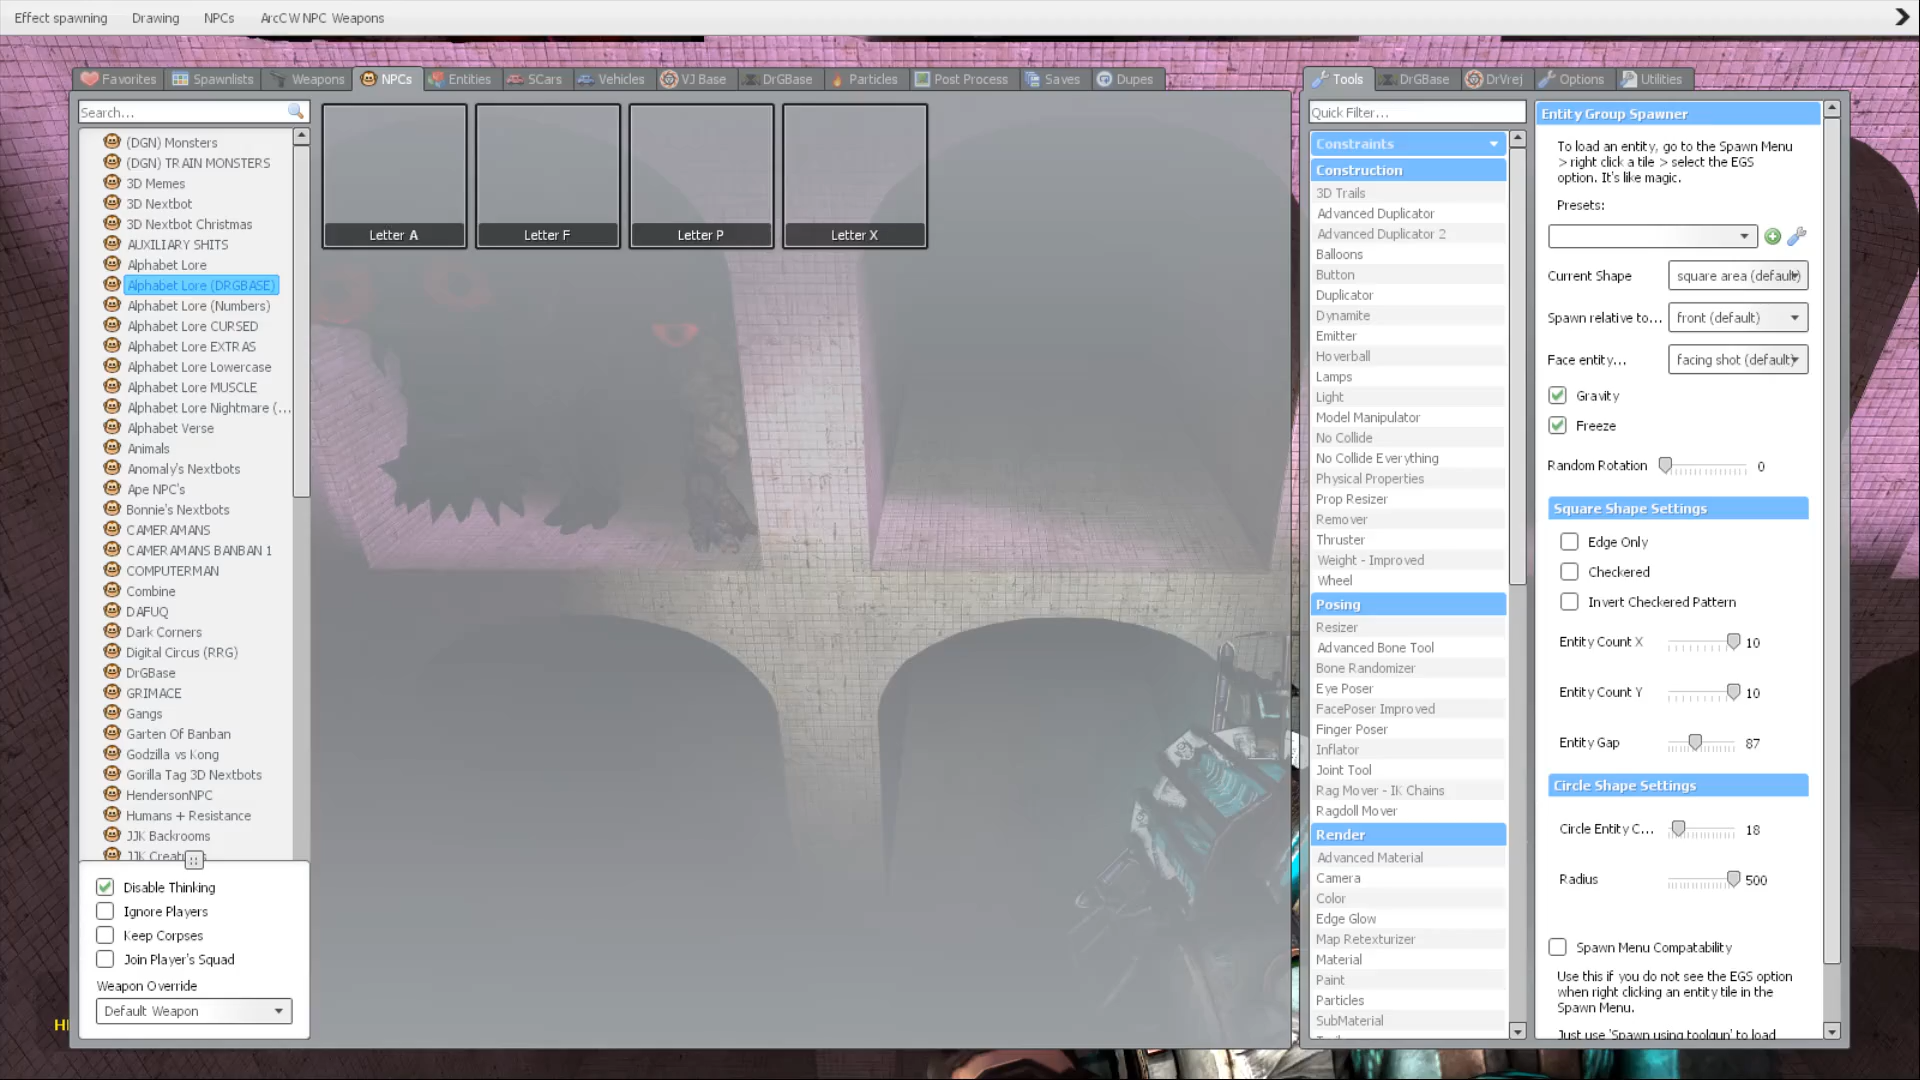 Effect spawning Drawing NPCs ArcCW NPC Weapons
Favorites Spawnlists Weapons NPCs Entities SCars Vehicles VJ Base DrGBase Particles Post Process Saves Dupes
Search...
(DGN) Monsters
(DGN) TRAIN MONSTERS
3D Memes
3D Nextbot
3D Nextbot Christmas
AUXILIARY SHITS
Alphabet Lore
Alphabet Lore (DRGBASE)
Alphabet Lore (Numbers)
Alphabet Lore CURSED
Alphabet Lore EXTRAS
Alphabet Lore Lowercase
Alphabet Lore MUSCLE
Alphabet Lore Nightmare (...
Alphabet Verse
Animals
Anomaly's Nextbots
Ape NPC's
Bonnie's Nextbots
CAMERAMANS
CAMERAMANS BANBAN 1
COMPUTERMAN
Combine
DAFUQ
Dark Corners
Digital Circus (RRG)
DrGBase
GRIMACE
Gangs
Garten Of Banban
Godzilla vs Kong
Gorilla Tag 3D Nextbots
HendersonNPC
Humans + Resistance
JJK Backrooms
Disable Thinking
Ignore Players
Keep Corpses
Join Player's Squad
Weapon Override
Default Weapon
Letter A Letter F Letter P Letter X
Tools DrGBase DrVrej Options Utilities
Quick Filter...
Constraints
Construction
3D Trails
Advanced Duplicator
Advanced Duplicator 2
Balloons
Button
Duplicator
Dynamite
Emitter
Hoverball
Lamps
Light
Model Manipulator
No Collide
No Collide Everything
Physical Properties
Prop Resizer
Remover
Thruster
Weight - Improved
Wheel
Posing
Resizer
Advanced Bone Tool
Bone Randomizer
Eye Poser
FacePoser Improved
Finger Poser
Inflator
Joint Tool
Rag Mover - IK Chains
Ragdoll Mover
Render
Advanced Material
Camera
Color
Edge Glow
Map Retexturizer
Material
Paint
Particles
SubMaterial
Entity Group Spawner
To load an entity, go to the Spawn Menu
> right click a tile > select the EGS
option. It's like magic.
Presets:
Current Shape square area (default)
Spawn relative to... front (default)
Face entity... facing shot (default)
Gravity
Freeze
Random Rotation 0
Square Shape Settings
Edge Only
Checkered
Invert Checkered Pattern
Entity Count X 10
Entity Count Y 10
Entity Gap 87
Circle Shape Settings
Circle Entity C... 18
Radius 500
Spawn Menu Compatability
Use this if you do not see the EGS option
when right clicking an entity tile in the
Spawn Menu.
Just use 'Spawn using toolgun' to load